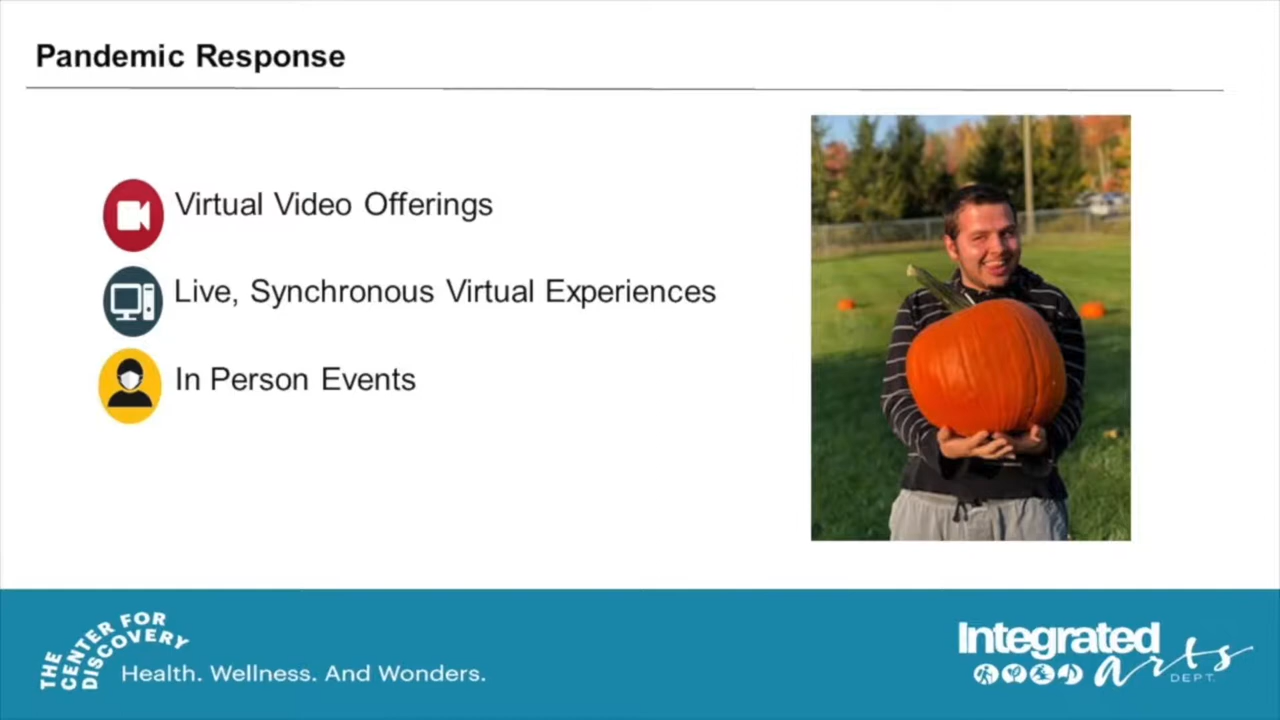 Pandemic Response
Virtual Video Offerings
Live, Synchronous Virtual Experiences
In Person Events
THE CENTER FOR DISCOVERY
Health. Wellness. And Wonders.
Integrated
arts
DEPT.